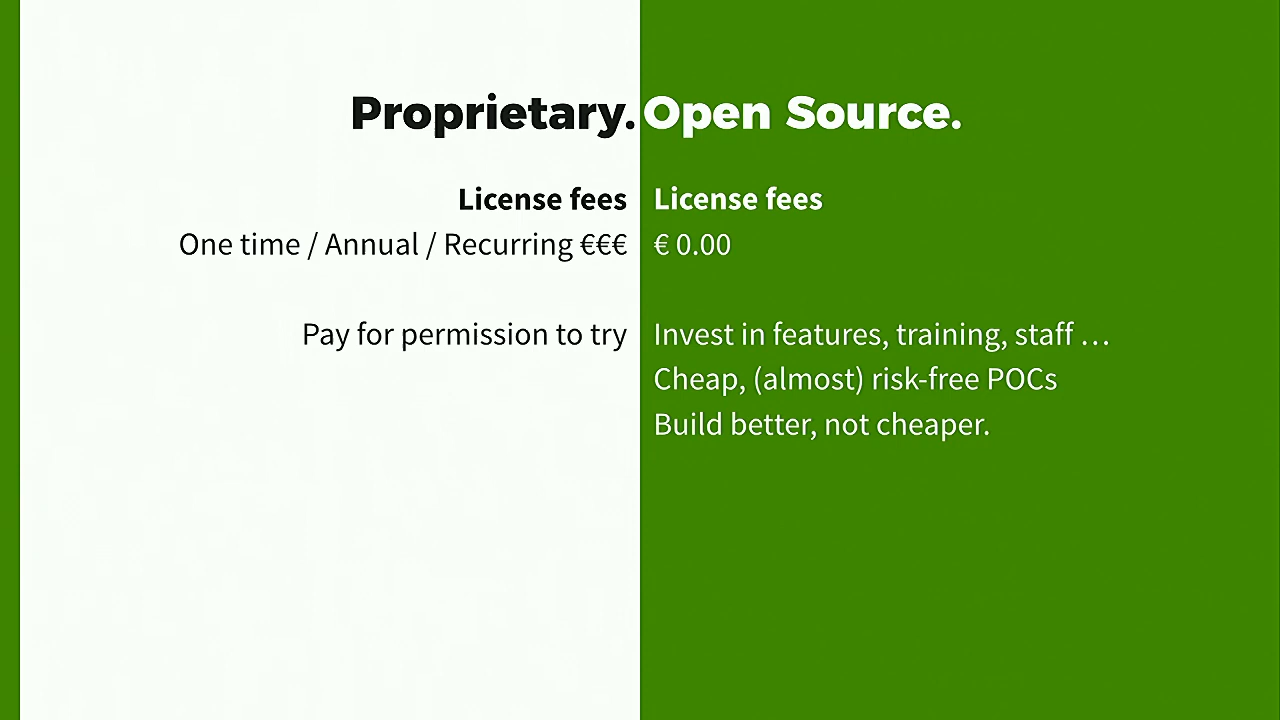 Proprietary.
License fees
One time / Annual / Recurring €€€
Pay for permission to try
Open Source.
License fees
€ 0.00
Invest in features, training, staff …
Cheap, (almost) risk-free POCs
Build better, not cheaper.